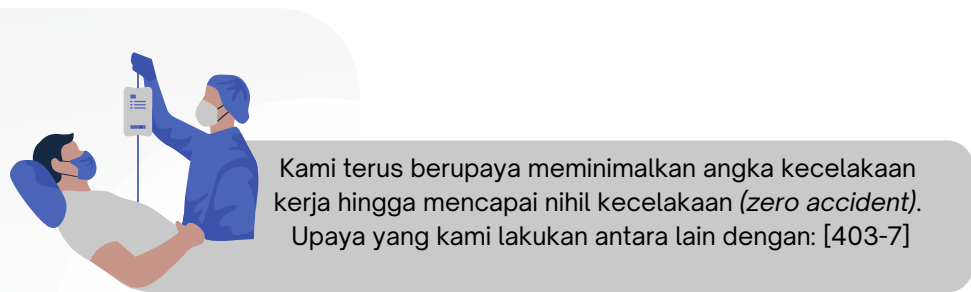 Kami terus berupaya meminimalkan angka kecelakaan
kerja hingga mencapai nihil kecelakaan (zero accident).
Upaya yang kami lakukan antara lain dengan: [403-7]